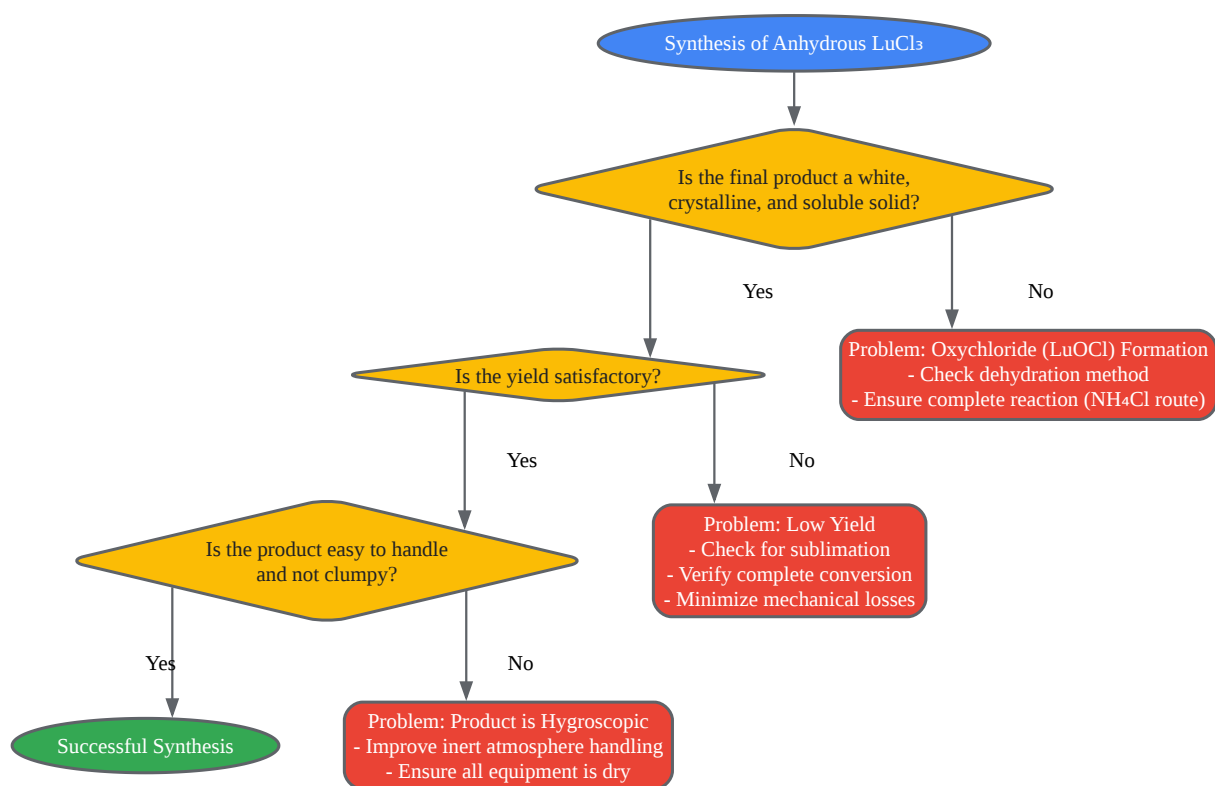 Synthesis of Anhydrous LuCl₃
Is the final product a white,
crystalline, and soluble solid?
Yes
No
Problem: Oxychloride (LuOCl) Formation
- Check dehydration method
- Ensure complete reaction (NH₄Cl route)
Is the yield satisfactory?
Yes
No
Problem: Low Yield
- Check for sublimation
- Verify complete conversion
- Minimize mechanical losses
Is the product easy to handle
and not clumpy?
Yes
No
Problem: Product is Hygroscopic
- Improve inert atmosphere handling
- Ensure all equipment is dry
Successful Synthesis